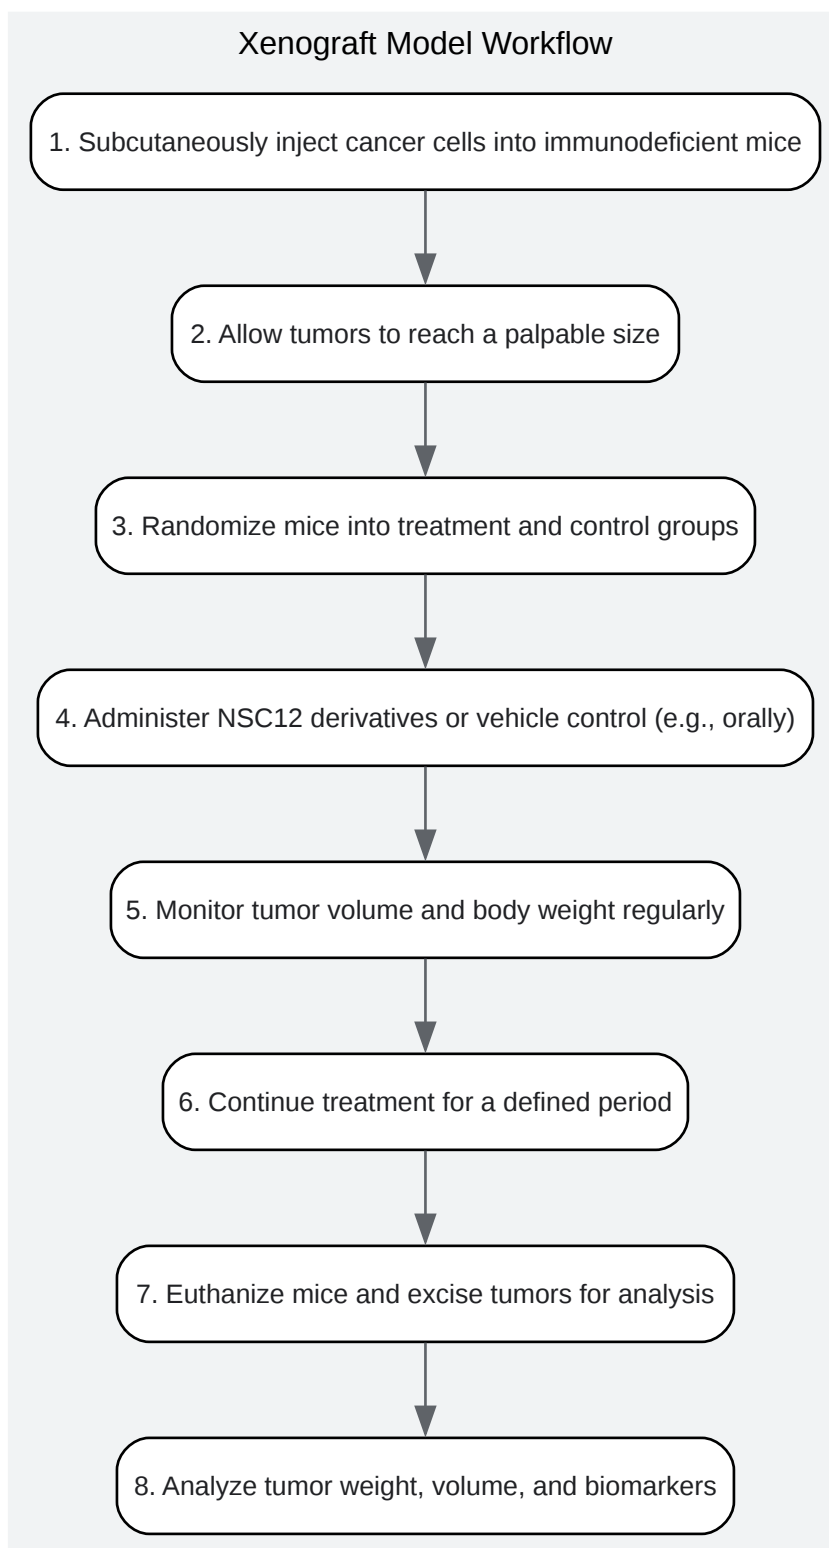 Xenograft Model Workflow
1. Subcutaneously inject cancer cells into immunodeficient mice
2. Allow tumors to reach a palpable size
3. Randomize mice into treatment and control groups
4. Administer NSC12 derivatives or vehicle control (e.g., orally)
5. Monitor tumor volume and body weight regularly
6. Continue treatment for a defined period
7. Euthanize mice and excise tumors for analysis
8. Analyze tumor weight, volume, and biomarkers